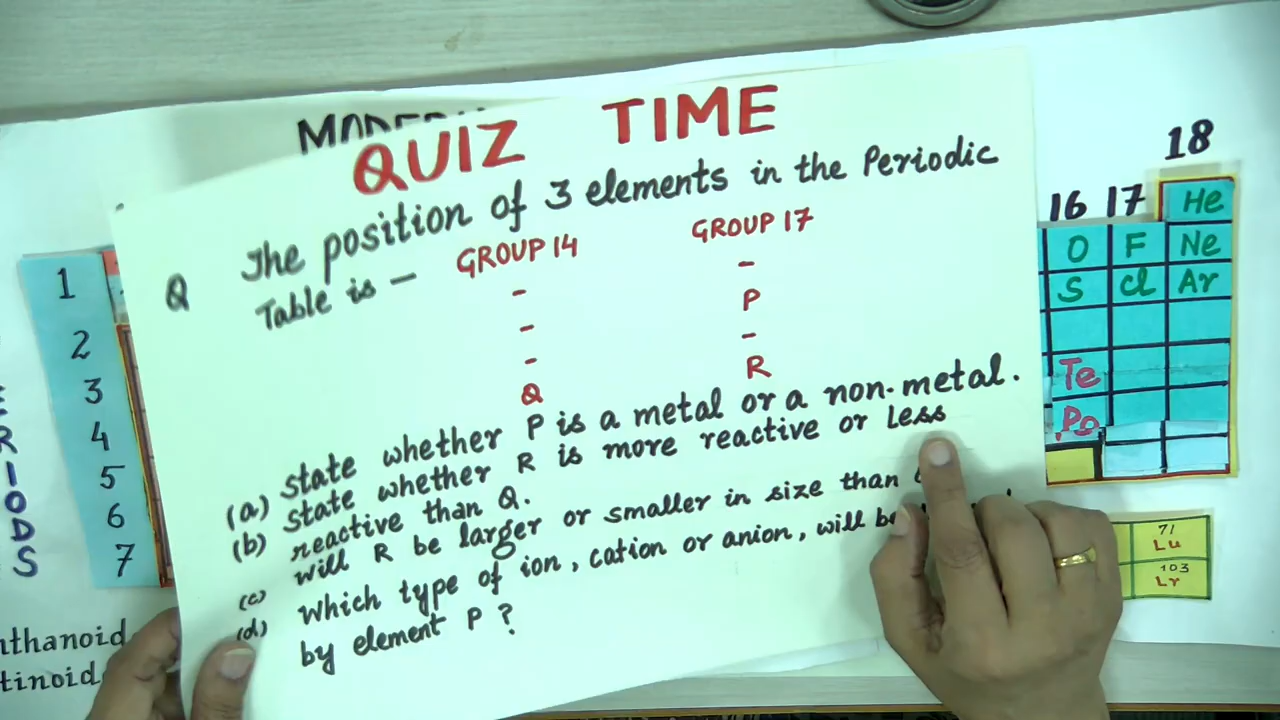 QUIZ TIME
Q The position of 3 elements in the Periodic
Table is -
GROUP 14 GROUP 17
- -
- P
- -
Q R
(a) State whether P is a metal or a non-metal.
(b) State whether R is more reactive or Less
reactive than Q.
(c) will R be larger or smaller in size than
(d) Which type of ion, cation or anion, will be
by element P ?
16 17 18
He
O F Ne
S Cl Ar
Te
Po
71
Lu
103
Lr
1
2
3
4
5
6
7
R
I
O
D
S
nthanoid
tinoid